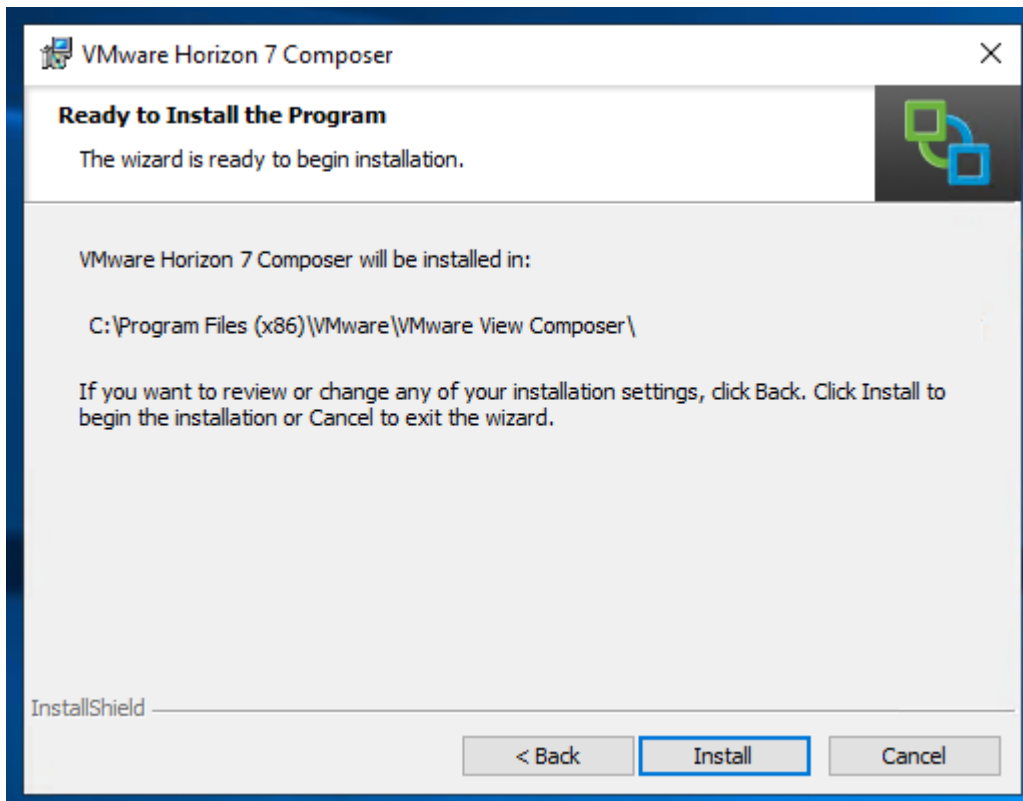 VMware Horizon 7 Composer
Ready to Install the Program
The wizard is ready to begin installation.
VMware Horizon 7 Composer will be installed in:
C:\Program Files (x86)\VMware\VMware View Composer\
If you want to review or change any of your installation settings, click Back. Click Install to
begin the installation or Cancel to exit the wizard.
InstallShield
< Back
Install
Cancel